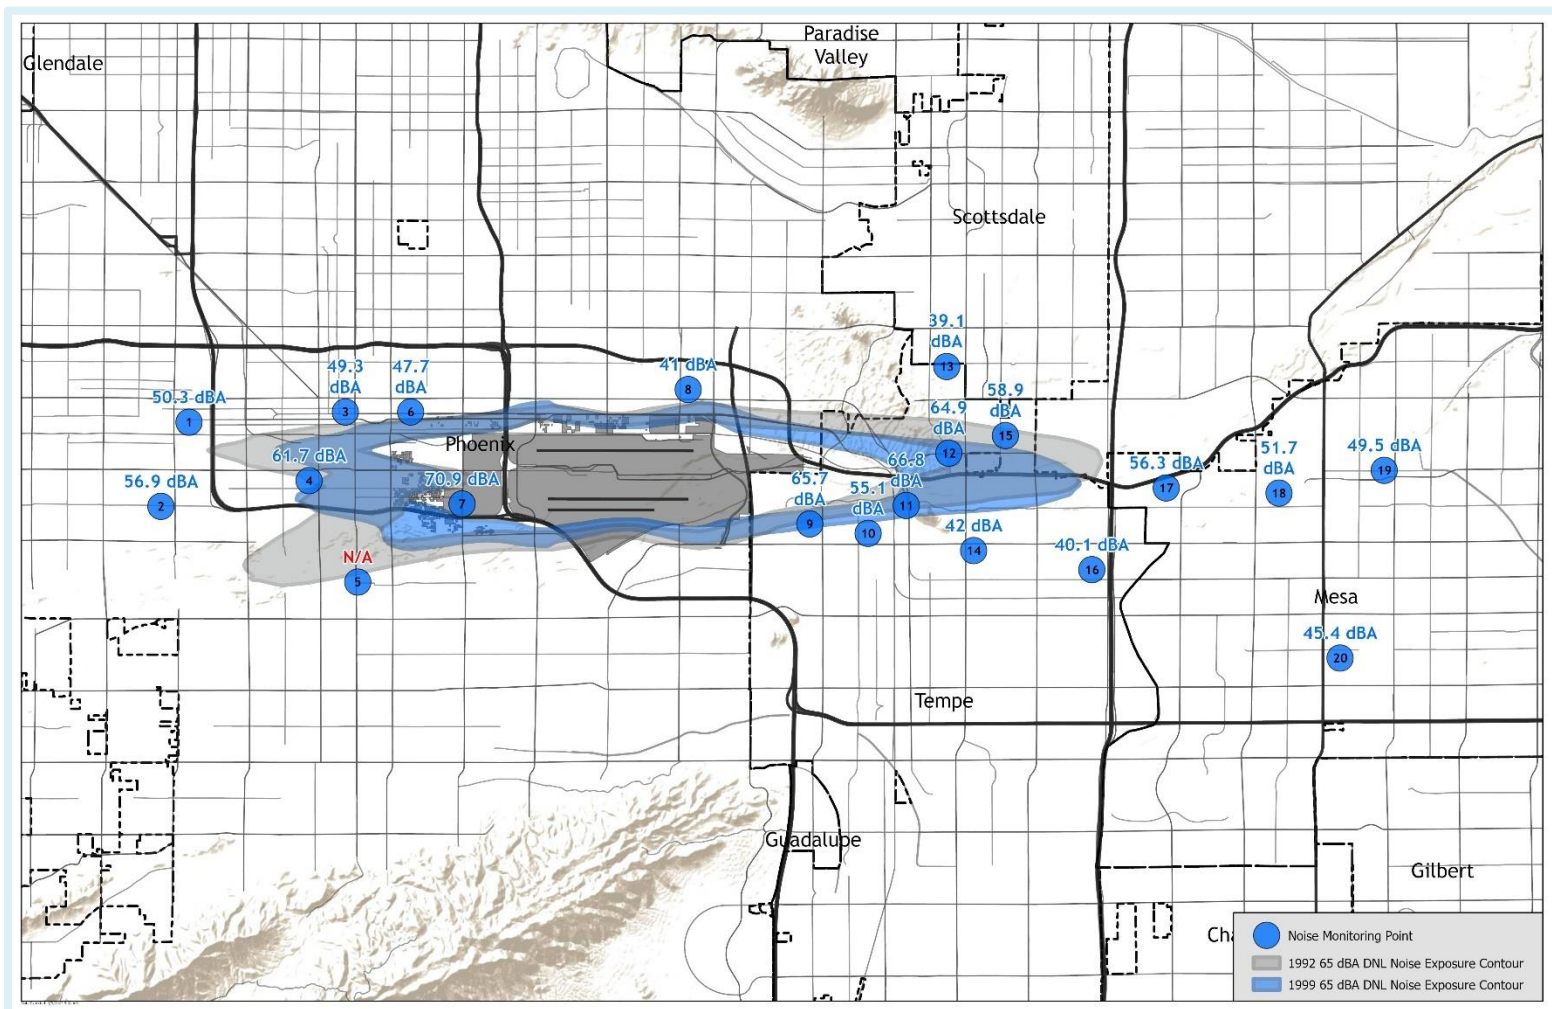 Paradise
Valley
Glendale
Scottsdale
39.1
dBA
13
49.3
dBA
3
47.7
dBA
6
41 dBA
8
50.3 dBA
1
58.9
dBA
15
64.9
dBA
12
Phoenix
61.7 dBA
4
70.9 dBA
7
56.9 dBA
2
66.8
dBA
11
65.7
dBA
9
55.1
dBA
10
56.3 dBA
17
51.7
dBA
18
49.5 dBA
19
42 dBA
14
40.1 dBA
16
N/A
5
Mesa
45.4 dBA
20
Tempe
Guadalupe
Gilbert
Cha
Noise Monitoring Point
1992 65 dBA DNL Noise Exposure Contour
1999 65 dBA DNL Noise Exposure Contour